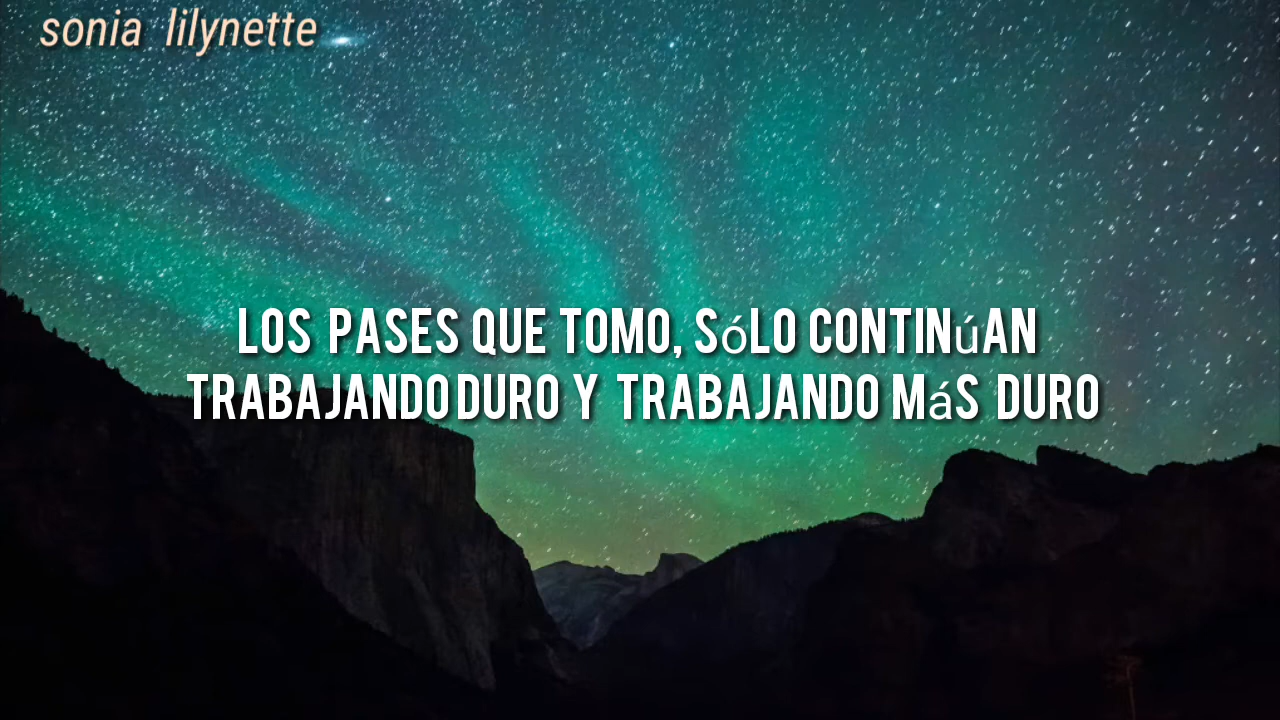 sonia lilynette
LOS PASES QUE TOMO, SóLO CONTINúAN
TRABAJANDO DURO Y TRABAJANDO MáS DURO